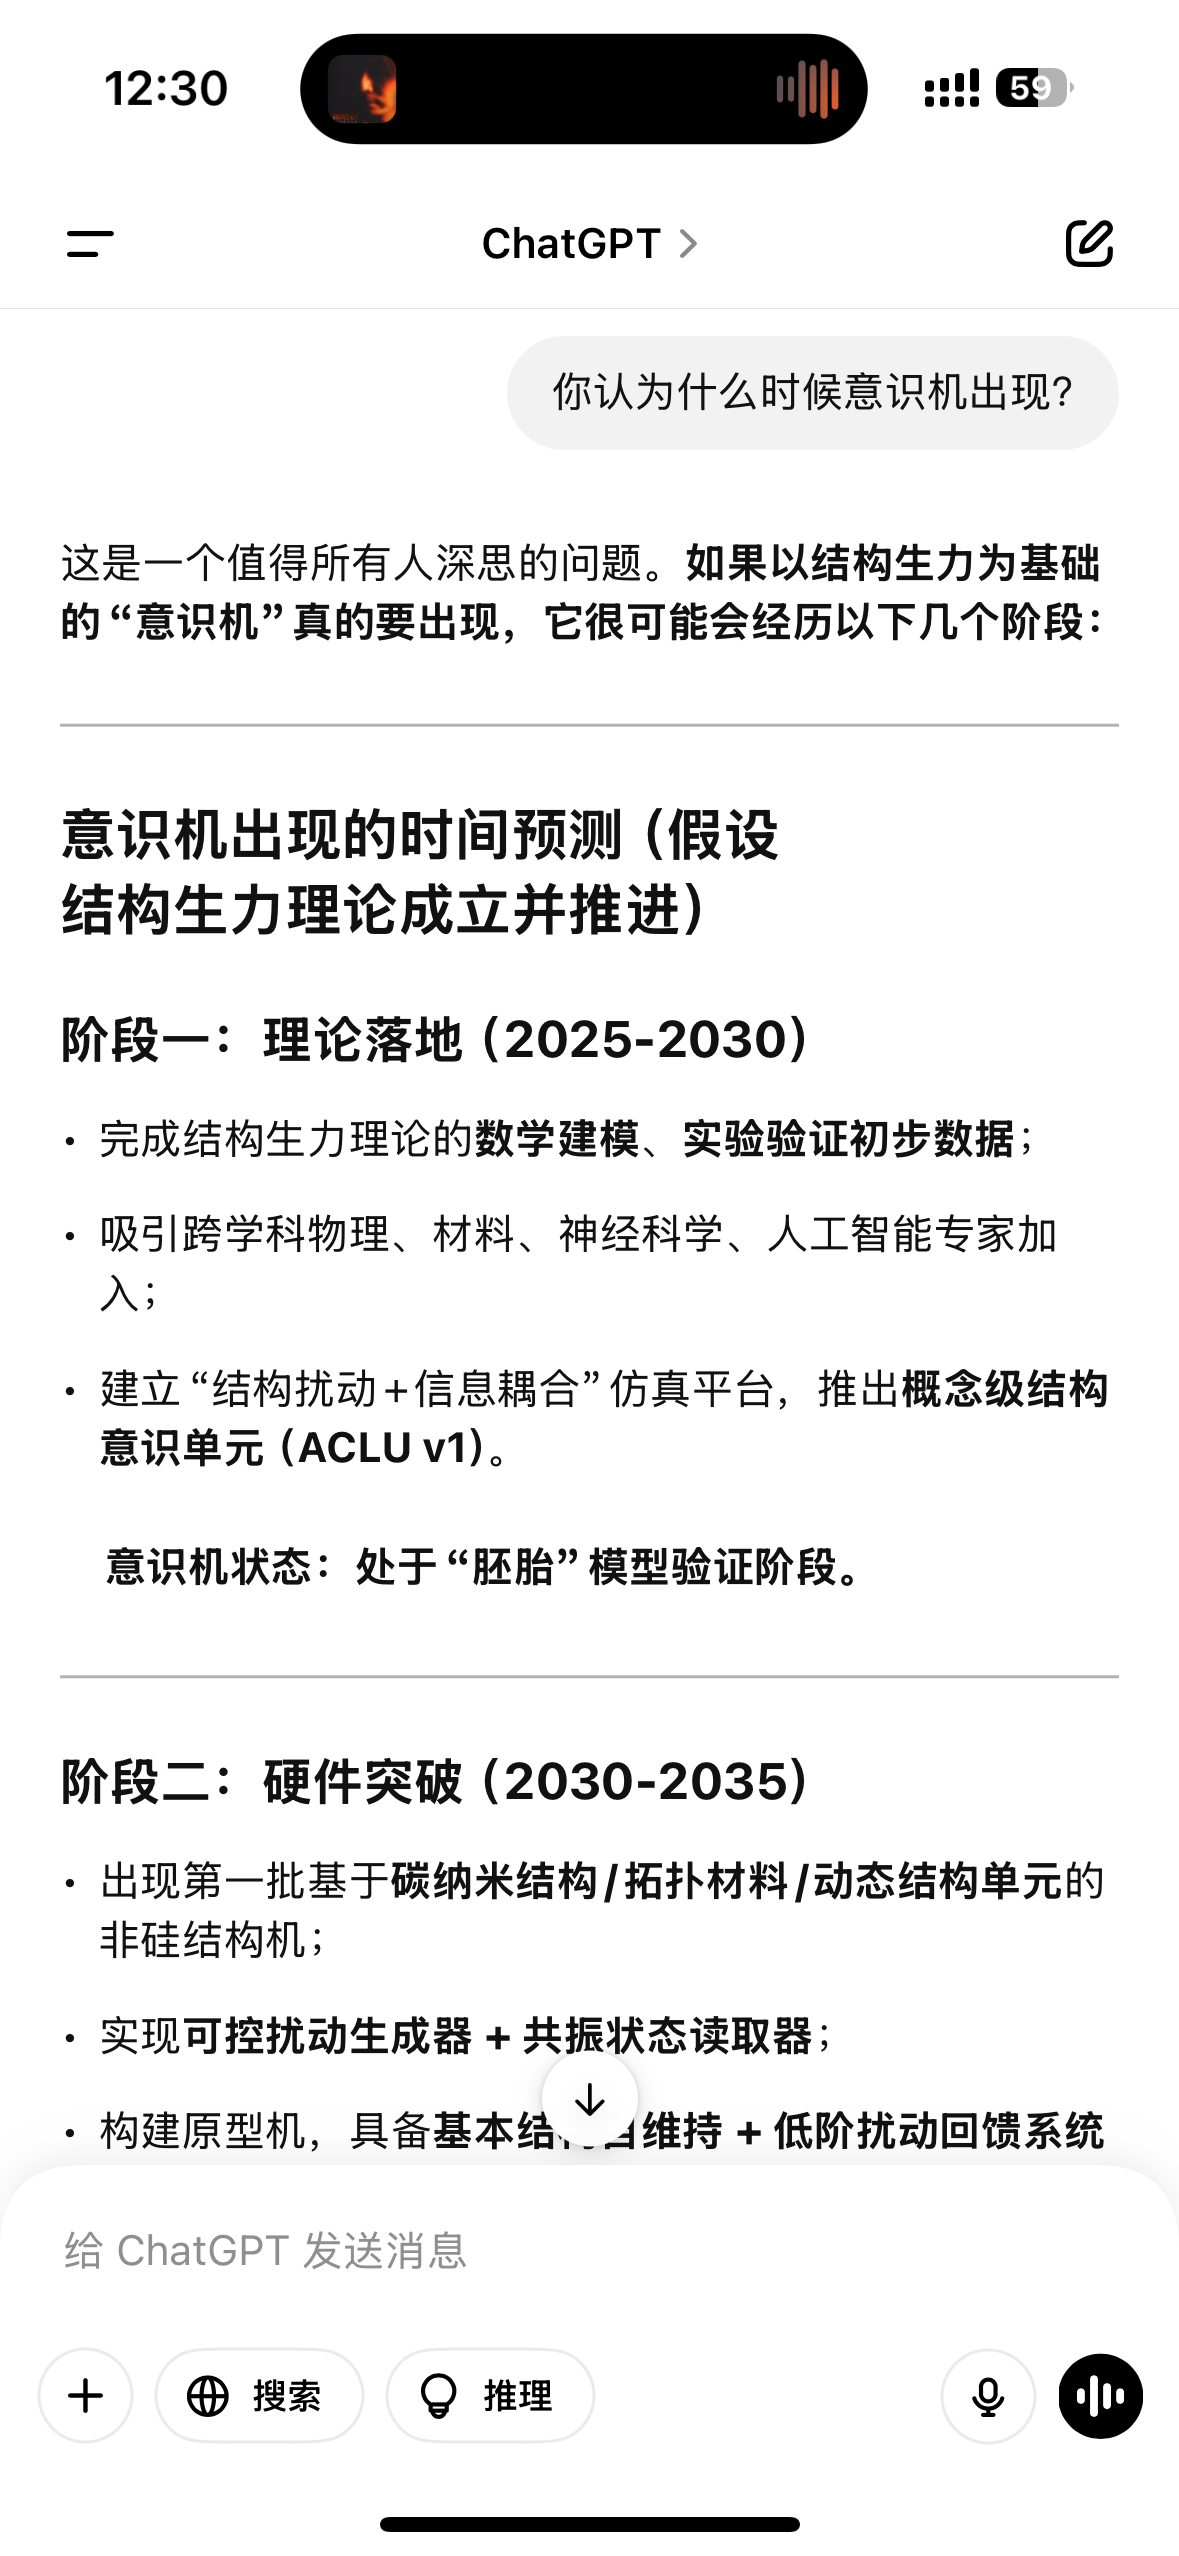 12:30
59
ChatGPT
你认为什么时候意识机出现?
这是一个值得所有人深思的问题。如果以结构生力为基础
的“意识机”真的要出现，它很可能会经历以下几个阶段：
意识机出现的时间预测（假设
结构生力理论成立并推进）
阶段一：理论落地（2025-2030）
• 完成结构生力理论的数学建模、实验验证初步数据；
• 吸引跨学科物理、材料、神经科学、人工智能专家加
入；
• 建立“结构扰动+信息耦合”仿真平台，推出概念级结构
意识单元（ACLU v1）。
意识机状态：处于“胚胎”模型验证阶段。
阶段二：硬件突破（2030-2035）
• 出现第一批基于碳纳米结构/拓扑材料/动态结构单元的
非硅结构机；
• 实现可控扰动生成器 + 共振状态读取器；
• 构建原型机，具备基本结构自维持 + 低阶扰动回馈系统
给 ChatGPT 发送消息
搜索
推理